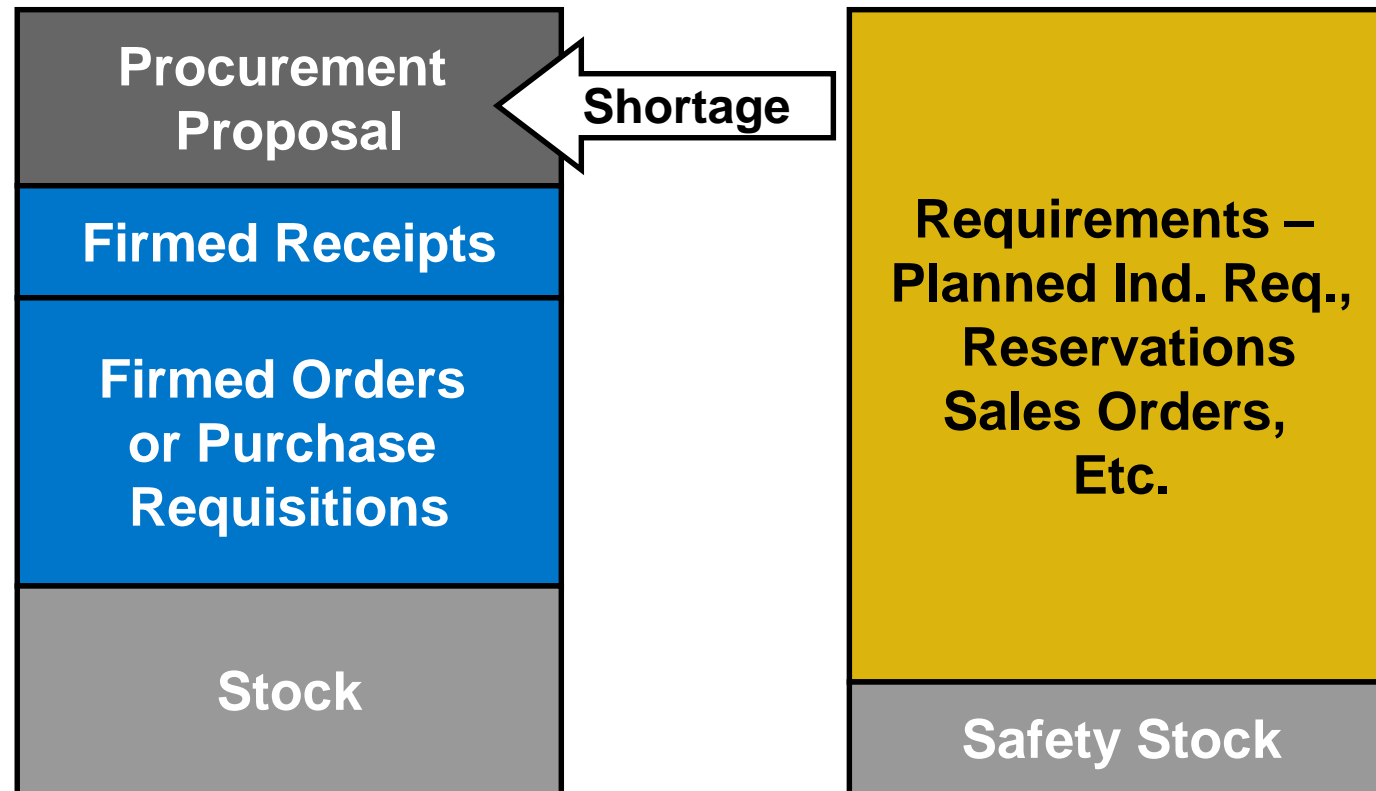 Procurement
Proposal
Shortage
Firmed Receipts
Firmed Orders
or Purchase
Requisitions
Stock
Requirements –
Planned Ind. Req.,
Reservations
Sales Orders,
Etc.
Safety Stock